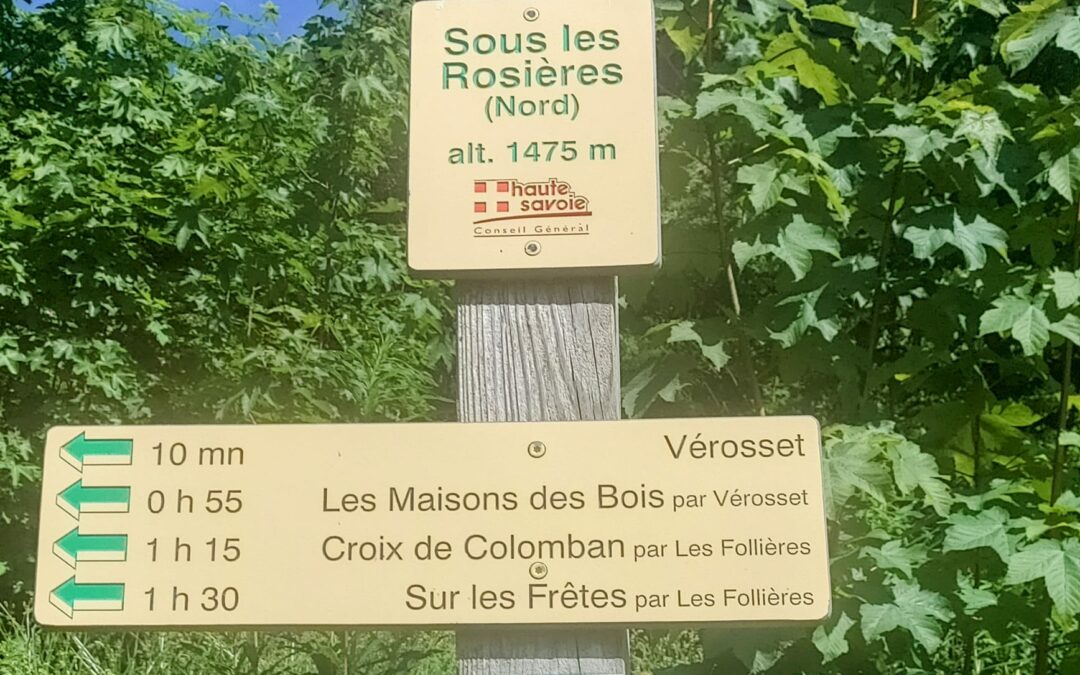 Sous les
Rosières
(Nord)
alt. 1475 m
haute
savoie
Conseil Général
10 mn Vérosset
0 h 55 Les Maisons des Bois par Vérosset
1 h 15 Croix de Colomban par Les Follières
1 h 30 Sur les Frêtes par Les Follières